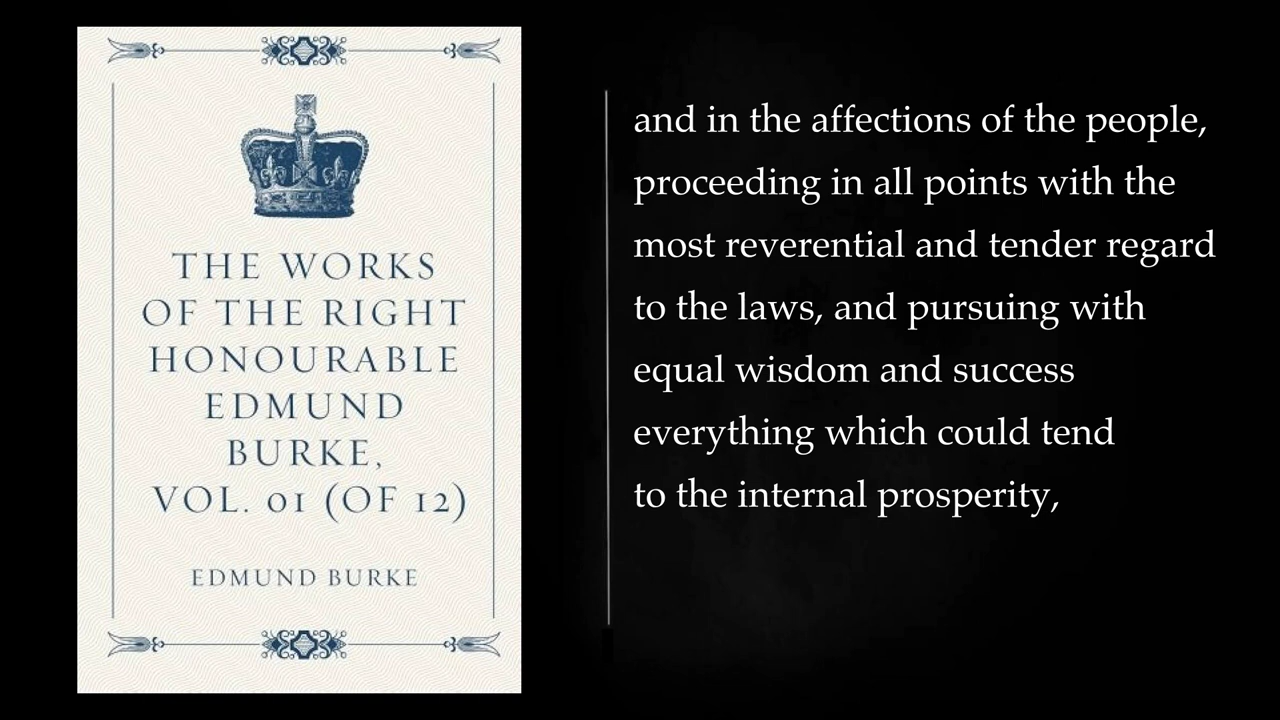 THE WORKS
OF THE RIGHT
HONOURABLE
EDMUND
BURKE,
VOL. 01 (OF 12)
EDMUND BURKE
and in the affections of the people,
proceeding in all points with the
most reverential and tender regard
to the laws, and pursuing with
equal wisdom and success
everything which could tend
to the internal prosperity,